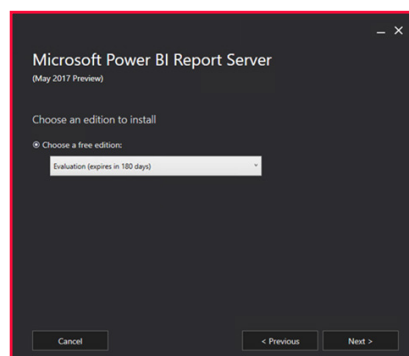 Microsoft Power BI Report Server
(May 2017 Preview)
Choose an edition to install
Choose a free edition:
Evaluation (expires in 180 days)
Cancel
< Previous
Next >